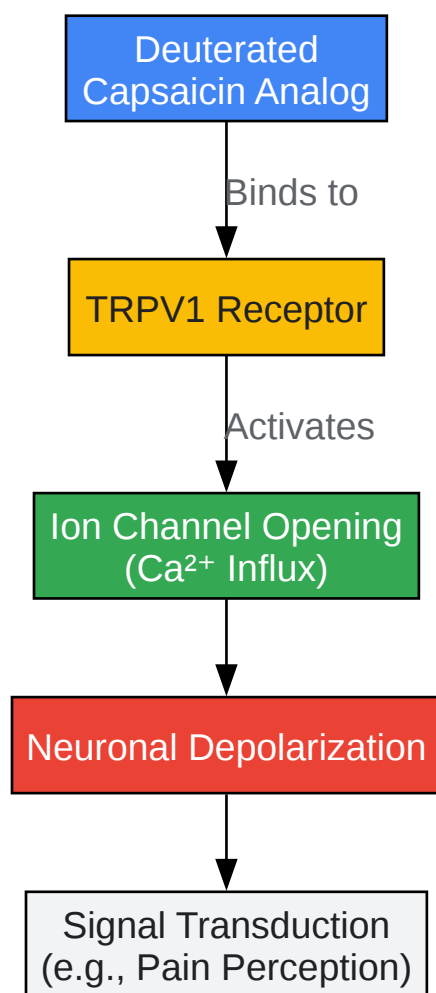 Deuterated
Capsaicin Analog
Binds to
TRPV1 Receptor
Activates
Ion Channel Opening
(Ca²⁺ Influx)
Neuronal Depolarization
Signal Transduction
(e.g., Pain Perception)